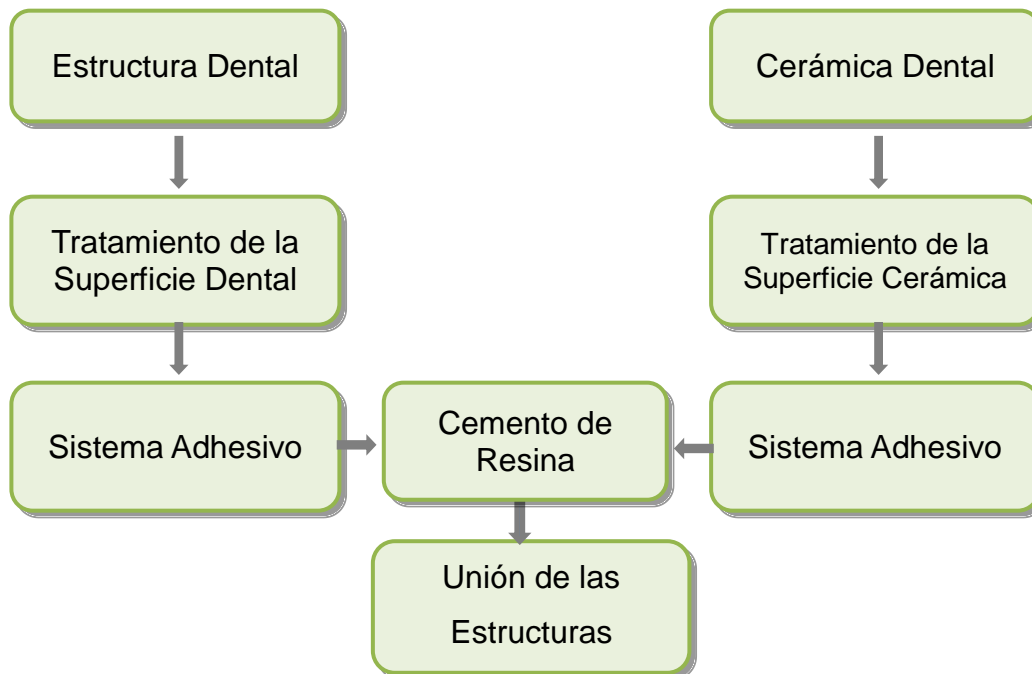 Estructura Dental
Cerámica Dental
Tratamiento de la
Superficie Dental
Tratamiento de la
Superficie Cerámica
Sistema Adhesivo
Cemento de
Resina
Sistema Adhesivo
Unión de las
Estructuras